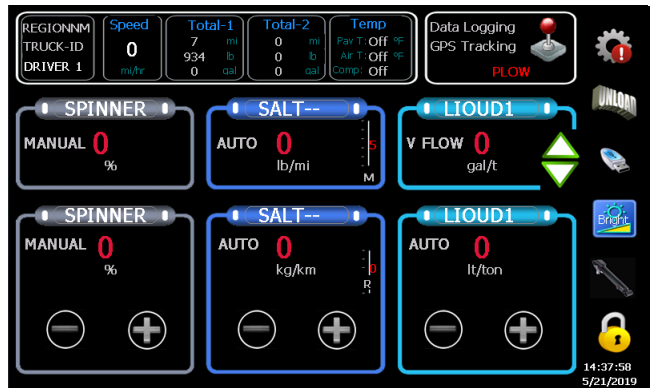 REGIONNM
TRUCK-ID
DRIVER 1
Speed
0
mi/hr
Total-1
7 mi
934 lb
0 gal
Total-2
0 mi
0 lb
0 gal
Temp
Pav T: Off °F
Air T: Off °F
Comp: Off
Data Logging
GPS Tracking
PLOW
UNLOAD
SPINNER
MANUAL 0
%
SALT--
AUTO 0
lb/mi
5
M
LIQUD1
V FLOW 0
gal/t
Bright
SPINNER
MANUAL 0
%
SALT--
AUTO 0
kg/km
0
R
LIQUD1
AUTO 0
lt/ton
14:37:58
5/21/2019